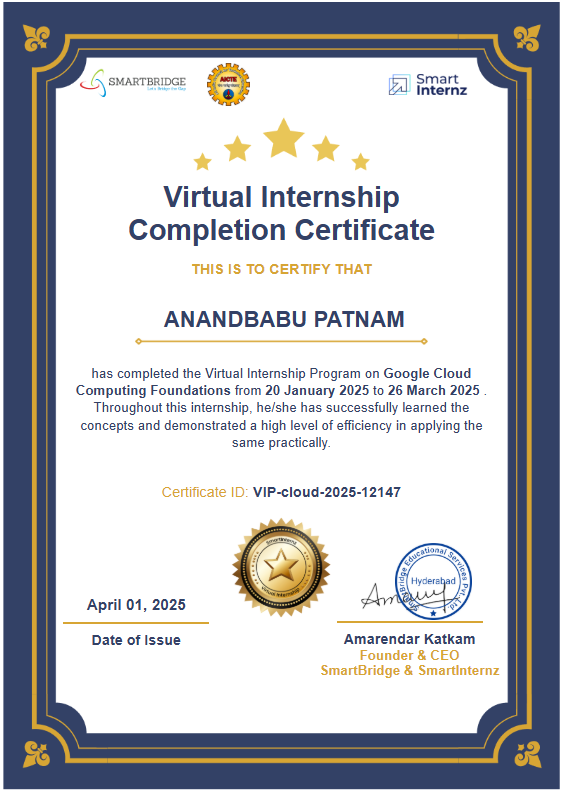 SMARTBRIDGE
Let's Bridge the Gap
AICTE
Smart
Internz
Virtual Internship
Completion Certificate
THIS IS TO CERTIFY THAT
ANANDBABU PATNAM
has completed the Virtual Internship Program on Google Cloud
Computing Foundations from 20 January 2025 to 26 March 2025 .
Throughout this internship, he/she has successfully learned the
concepts and demonstrated a high level of efficiency in applying the
same practically.
Certificate ID: VIP-cloud-2025-12147
SmartInternz
Virtual Internship
SmartBridge Educational Services Pvt. Ltd.
Hyderabad
April 01, 2025
Date of Issue
Amarendar Katkam
Founder & CEO
SmartBridge & SmartInternz